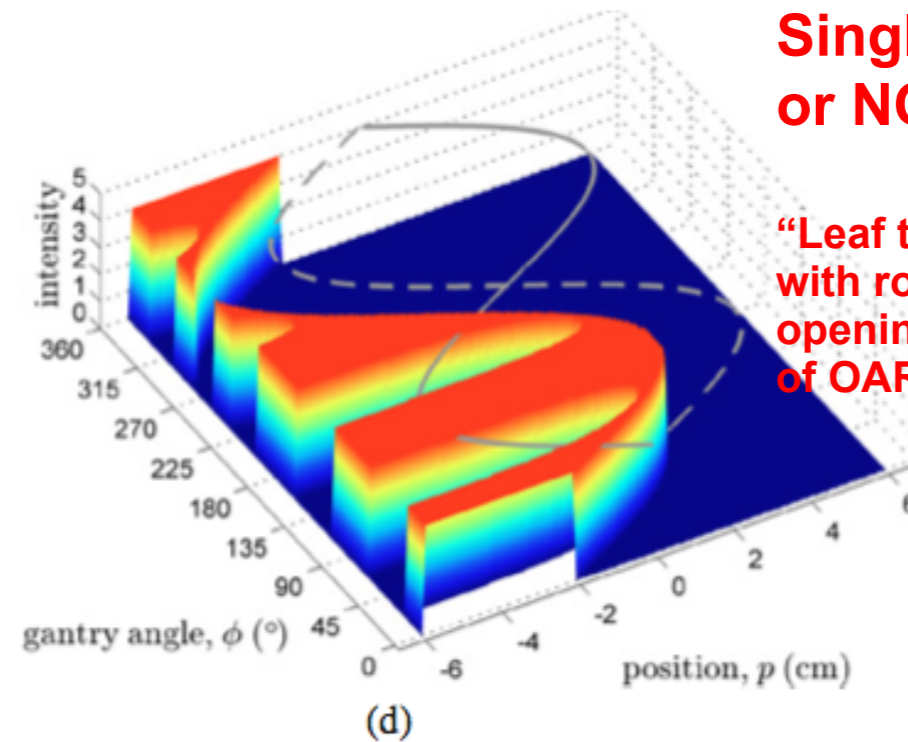 Singl
or NO
“Leaf t
with ro
openin
of OAR
intensity
5
4
3
2
1
0
360
315
270
225
180
135
90
45
0
gantry angle, ϕ (°)
-6
-4
-2
0
2
4
6
position, p (cm)
(d)